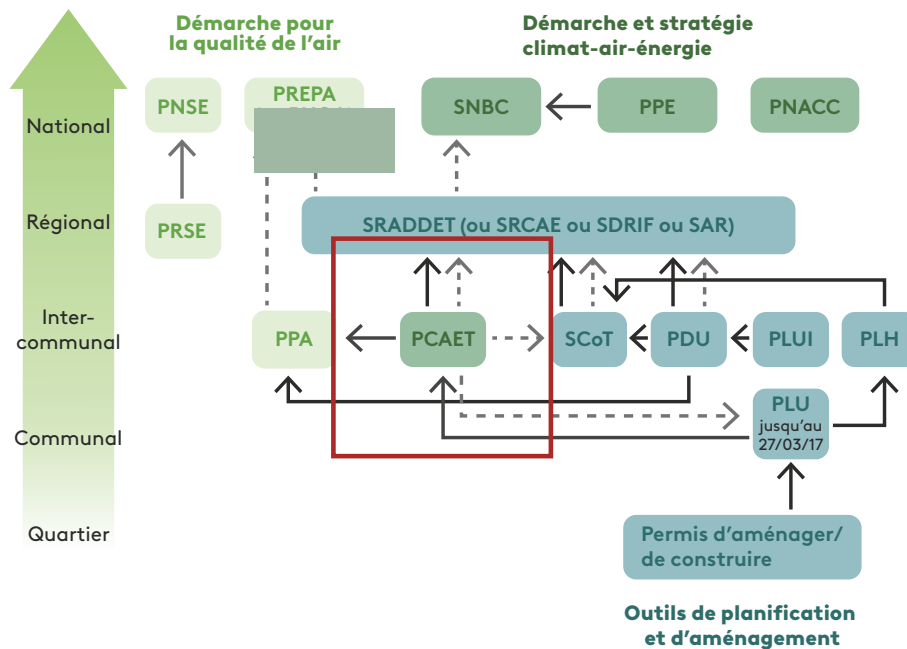 Démarche pour
la qualité de l'air
Démarche et stratégie
climat-air-énergie
National
PNSE
PREPA
SNBC
PPE
PNACC
Régional
PRSE
SRADDET (ou SRCAE ou SDRIF ou SAR)
Inter-
communal
PPA
PCAET
SCoT
PDU
PLUI
PLH
Communal
PLU
jusqu'au
27/03/17
Quartier
Permis d'aménager/
de construire
Outils de planification
et d'aménagement